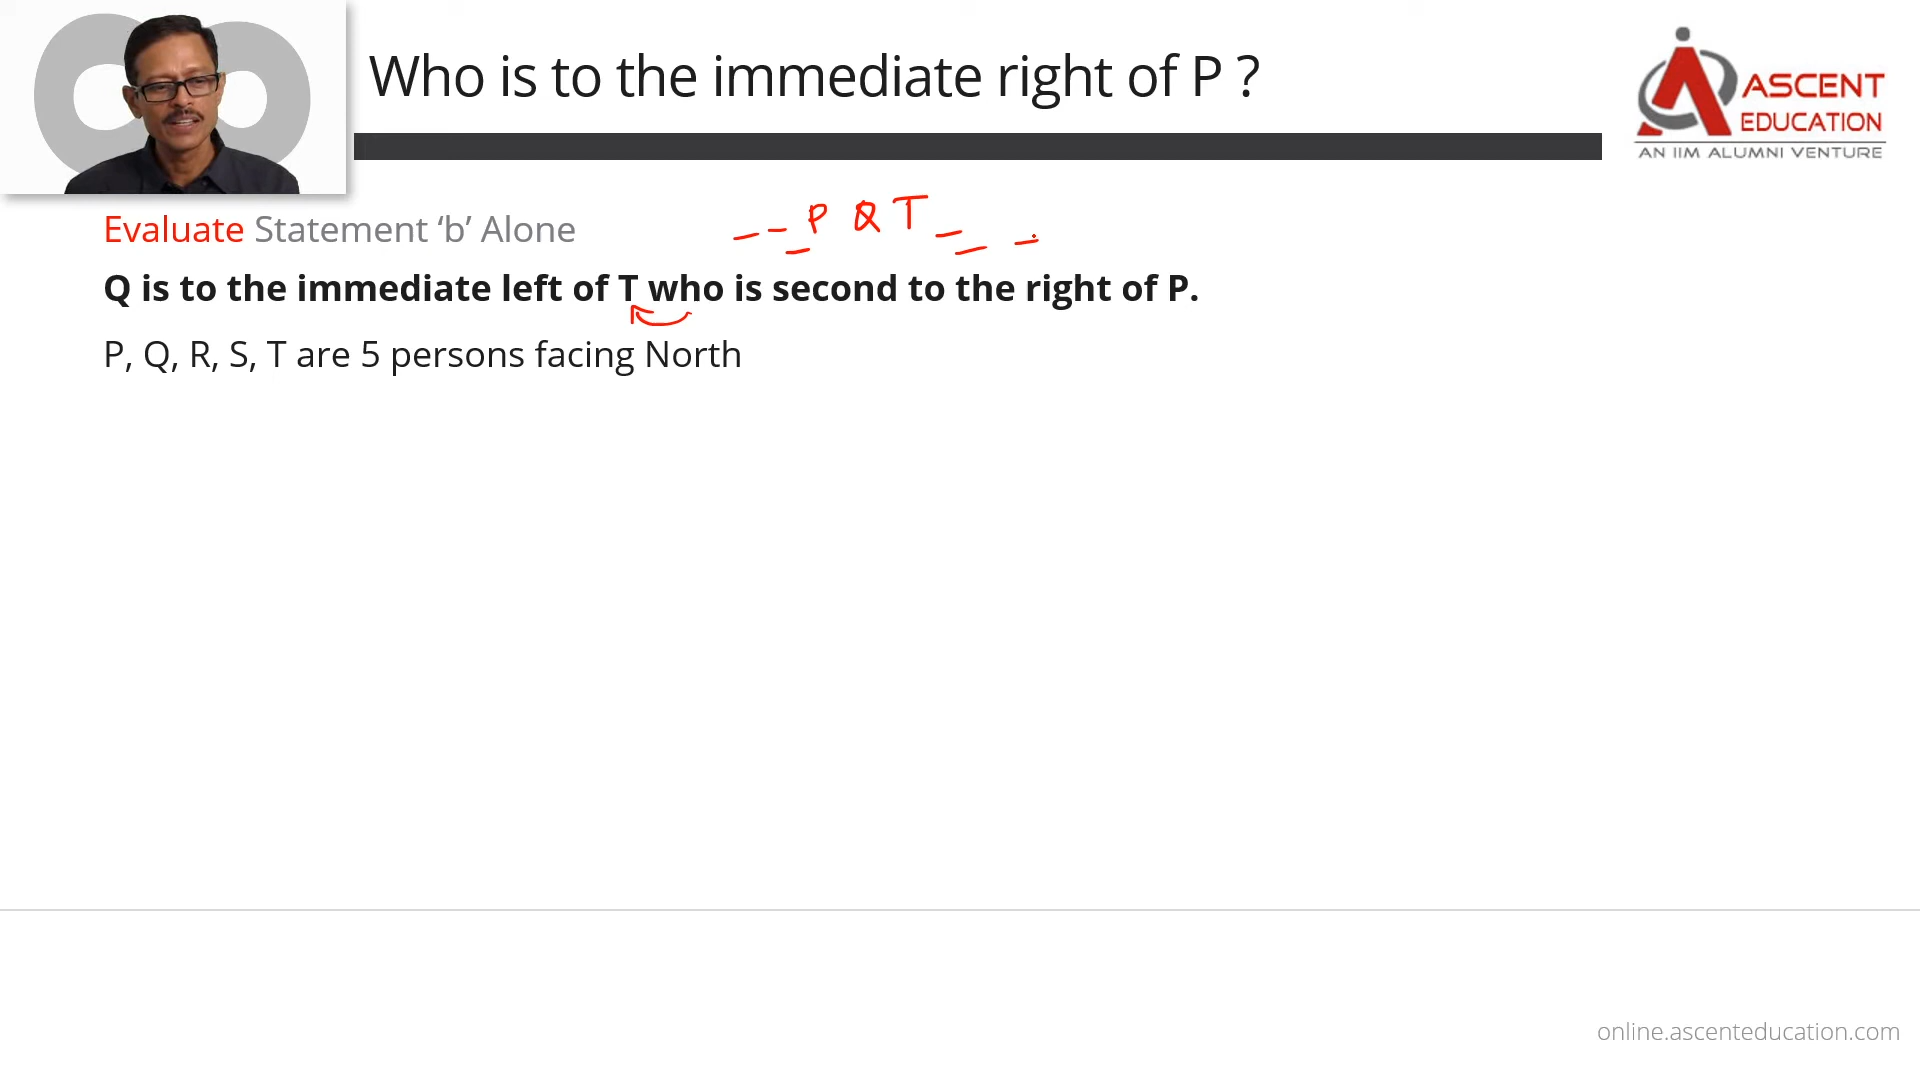 Who is to the immediate right of P ?
ASCENT
EDUCATION
AN IIM ALUMNI VENTURE
Evaluate Statement ‘b’ Alone
_ _ _ P Q T _ _ _
Q is to the immediate left of T who is second to the right of P.
P, Q, R, S, T are 5 persons facing North
online.ascenteducation.com